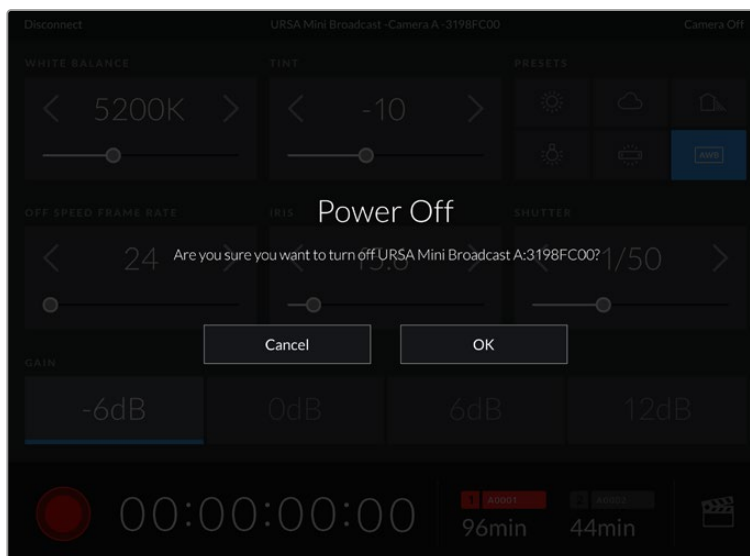 Disconnect URSA Mini Broadcast -Camera A -3198FC00 Camera Off
WHITE BALANCE TINT PRESETS
5200K -10
AWB
Power Off
OFF SPEED FRAME RATE IRIS SHUTTER
Are you sure you want to turn off URSA Mini Broadcast A:3198FC00?
24 1/50
Cancel OK
GAIN
-6dB 0dB 6dB 12dB
00:00:00:00 1 A0001 2 A0002
96min 44min